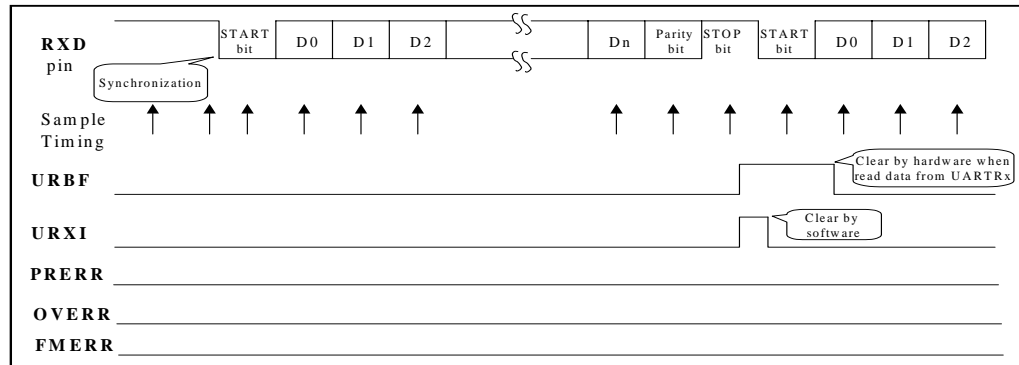 RXD
pin
START
bit
D0
D1
D2
Dn
Parity
bit
STOP
bit
START
bit
D0
D1
D2
Synchronization
Sample
Timing
URBF
Clear by hardware when
read data from UARTRx
URXI
Clear by
software
PRERR
OVERR
FMERR